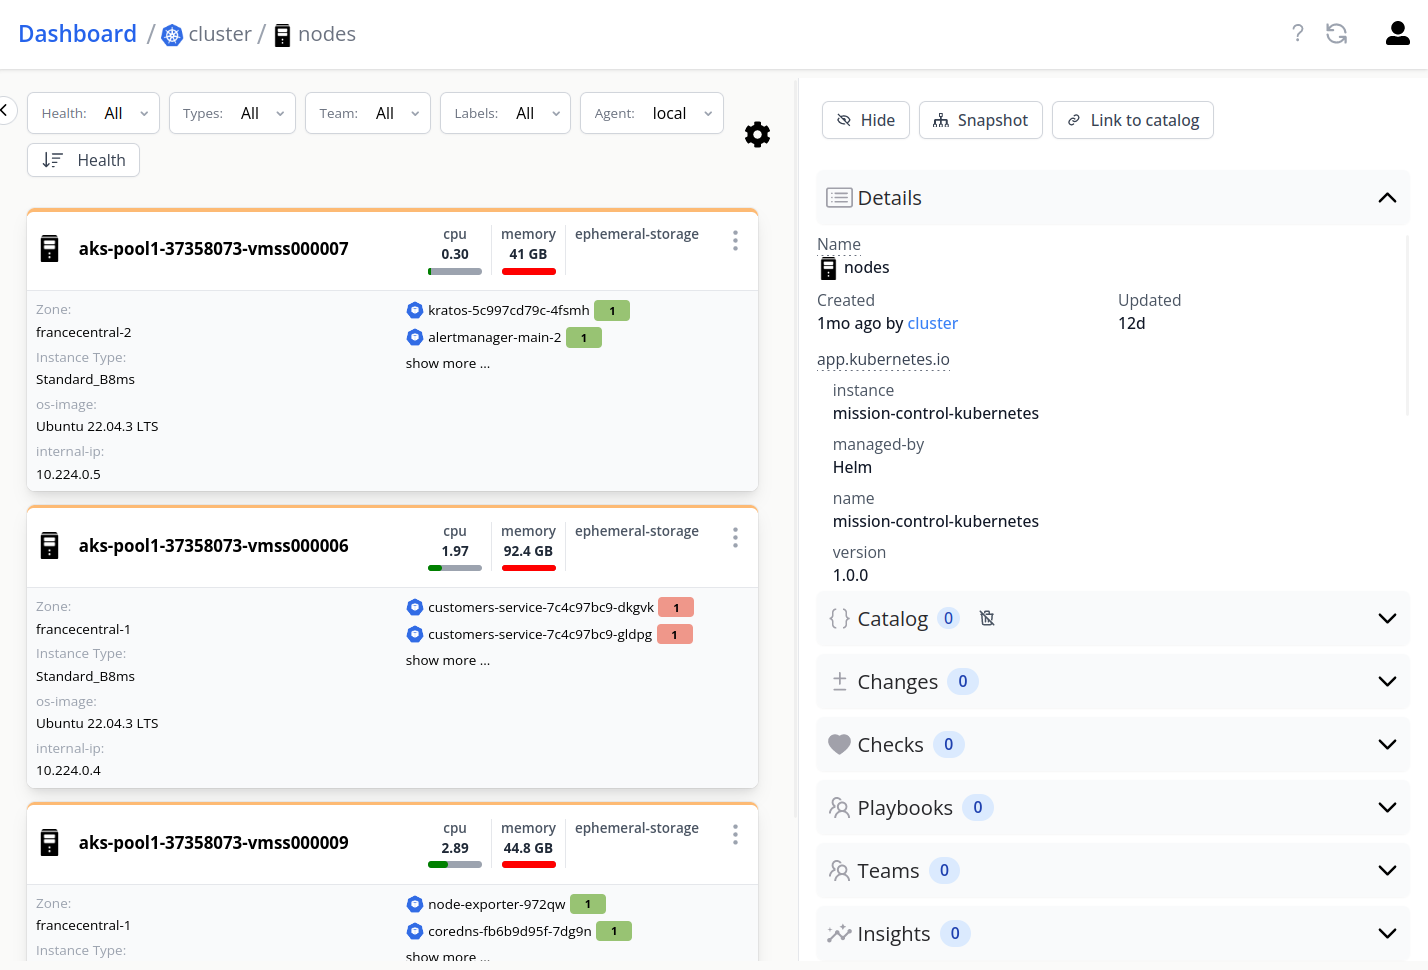 Dashboard / cluster / nodes
?
Health: All
Types: All
Team: All
Labels: All
Agent: local
Health
aks-pool1-37358073-vmss000007
cpu
0.30
memory
41 GB
ephemeral-storage
Zone:
francecentral-2
Instance Type:
Standard_B8ms
os-image:
Ubuntu 22.04.3 LTS
internal-ip:
10.224.0.5
kratos-5c997cd79c-4fsmh 1
alertmanager-main-2 1
show more ...
aks-pool1-37358073-vmss000006
cpu
1.97
memory
92.4 GB
ephemeral-storage
Zone:
francecentral-1
Instance Type:
Standard_B8ms
os-image:
Ubuntu 22.04.3 LTS
internal-ip:
10.224.0.4
customers-service-7c4c97bc9-dkgvk 1
customers-service-7c4c97bc9-gldpg 1
show more ...
aks-pool1-37358073-vmss000009
cpu
2.89
memory
44.8 GB
ephemeral-storage
Zone:
francecentral-1
Instance Type:
node-exporter-972qw 1
coredns-fb6b9d95f-7dg9n 1
show more ...
Hide
Snapshot
Link to catalog
Details
Name
nodes
Created
1mo ago by cluster
Updated
12d
app.kubernetes.io
instance
mission-control-kubernetes
managed-by
Helm
name
mission-control-kubernetes
version
1.0.0
Catalog 0
Changes 0
Checks 0
Playbooks 0
Teams 0
Insights 0